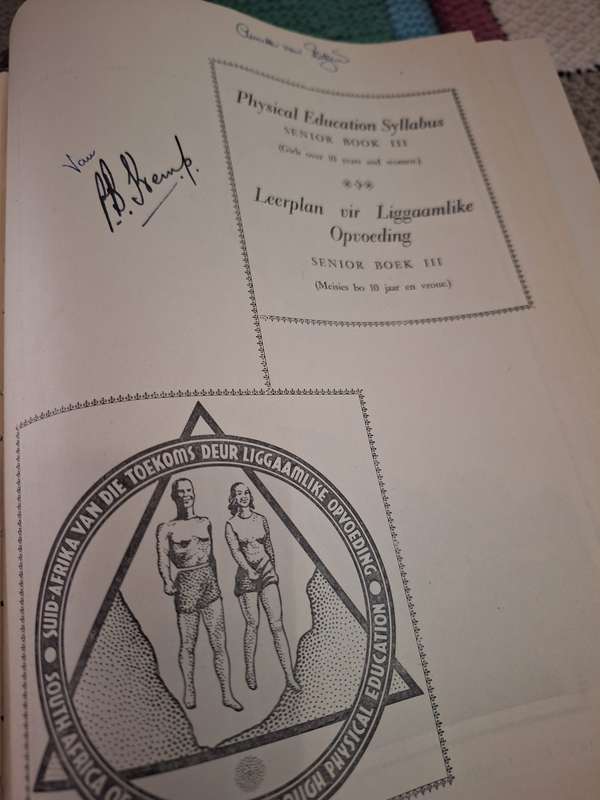 Physical Education Syllabus
SENIOR BOOK III
(Girls over 10 years and women.)
Leerplan vir Liggaamlike
Opvoeding
SENIOR BOEK III
(Meisies bo 10 jaar en vroue.)
Van
Kemp.
SUID-AFRIKA VAN DIE TOEKOMS DEUR LIGGAAMLIKE OPVOEDING
SOUTH AFRICA
PHYSICAL EDUCATION